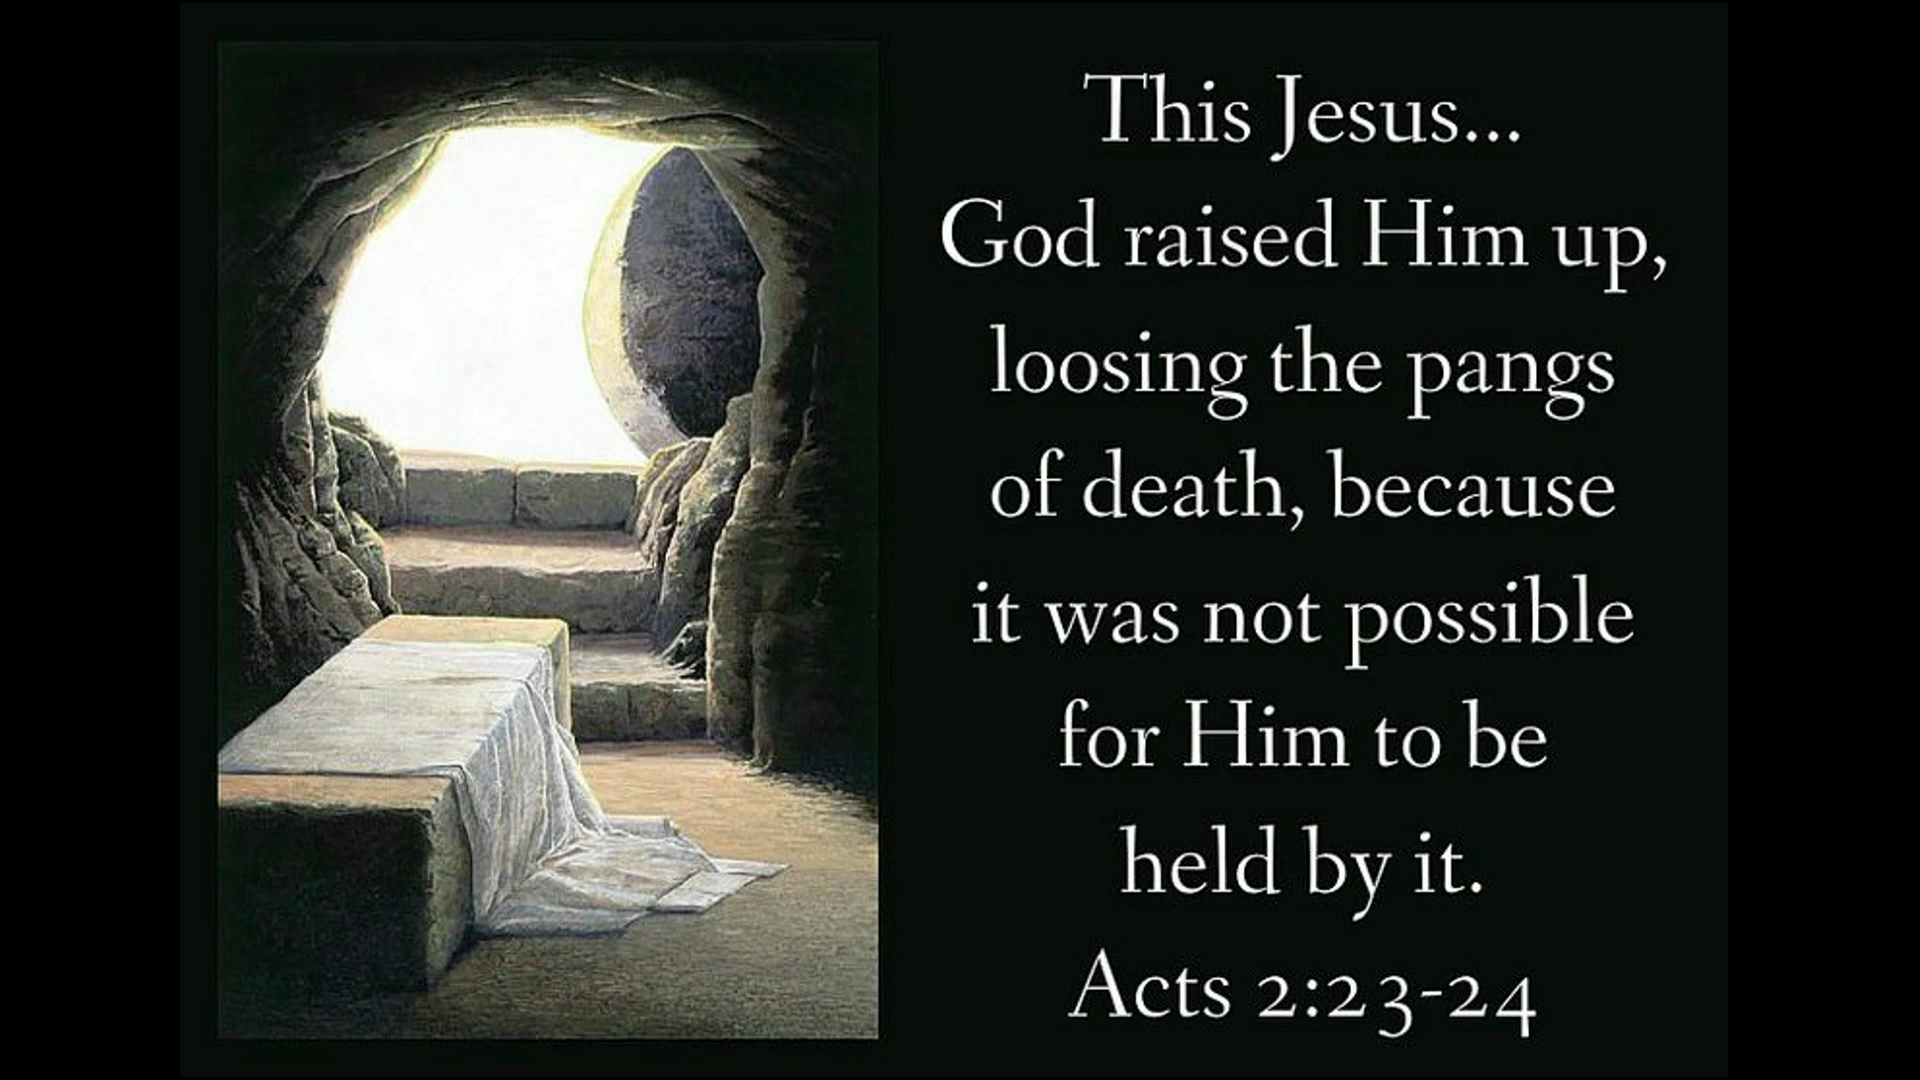 This Jesus...
God raised Him up,
loosing the pangs
of death, because
it was not possible
for Him to be
held by it.
Acts 2:23-24